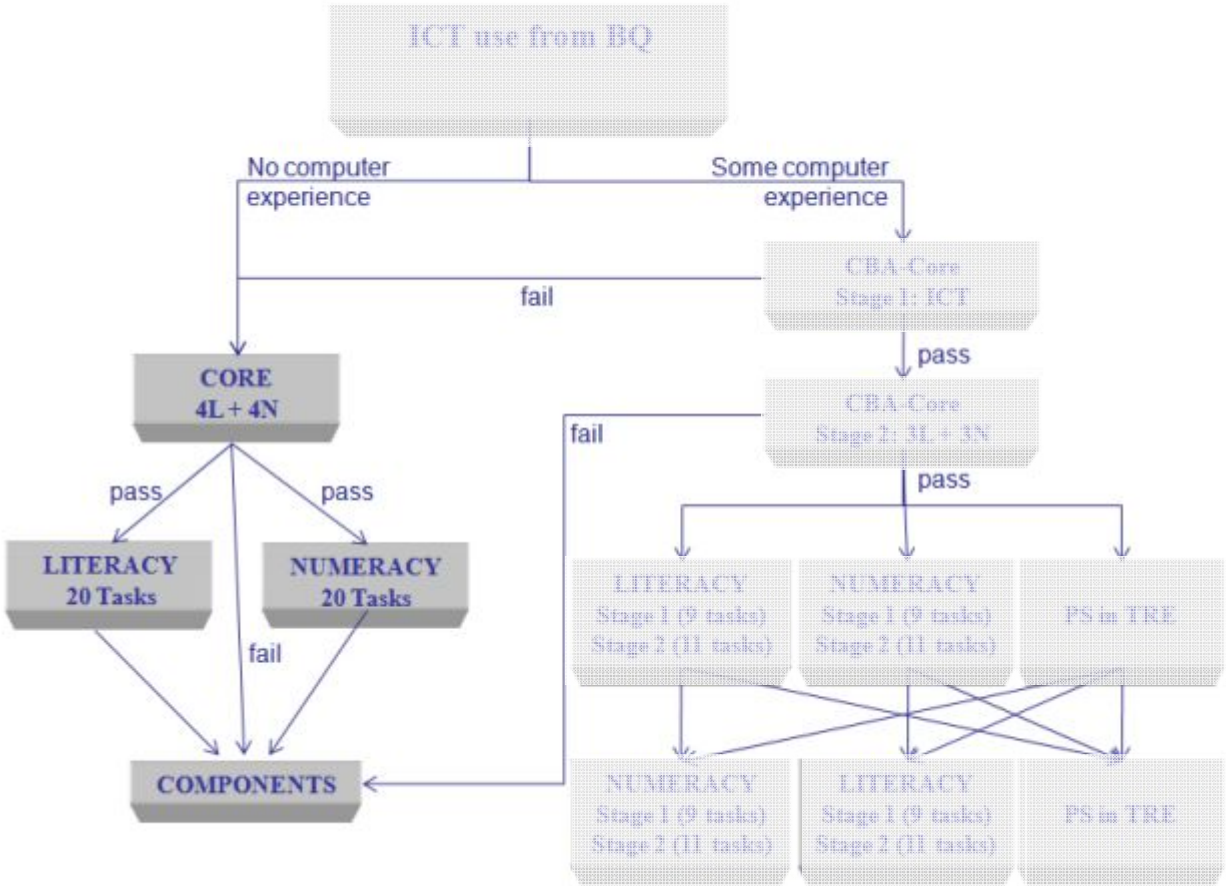 ICT use from BQ
No computer
experience
Some computer
experience
CBA-Core
Stage 1: ICT
fail
pass
CORE
4L + 4N
CBA-Core
Stage 2: 3L + 3N
fail
pass
pass
pass
LITERACY
20 Tasks
NUMERACY
20 Tasks
fail
LITERACY
Stage 1 (9 tasks)
Stage 2 (11 tasks)
NUMERACY
Stage 1 (9 tasks)
Stage 2 (11 tasks)
PS in TRE
COMPONENTS
NUMERACY
Stage 1 (9 tasks)
Stage 2 (11 tasks)
LITERACY
Stage 1 (9 tasks)
Stage 2 (11 tasks)
PS in TRE